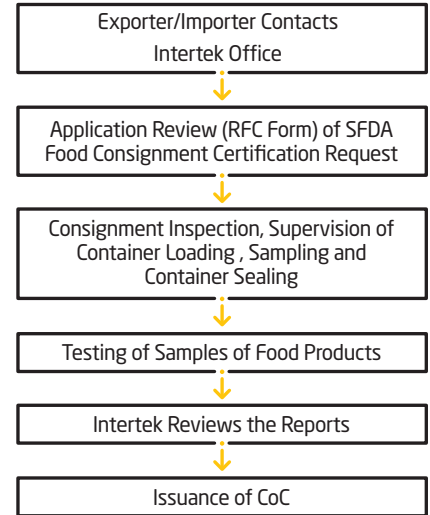 Exporter/Importer Contacts
Intertek Office
Application Review (RFC Form) of SFDA
Food Consignment Certification Request
Consignment Inspection, Supervision of
Container Loading , Sampling and
Container Sealing
Testing of Samples of Food Products
Intertek Reviews the Reports
Issuance of CoC